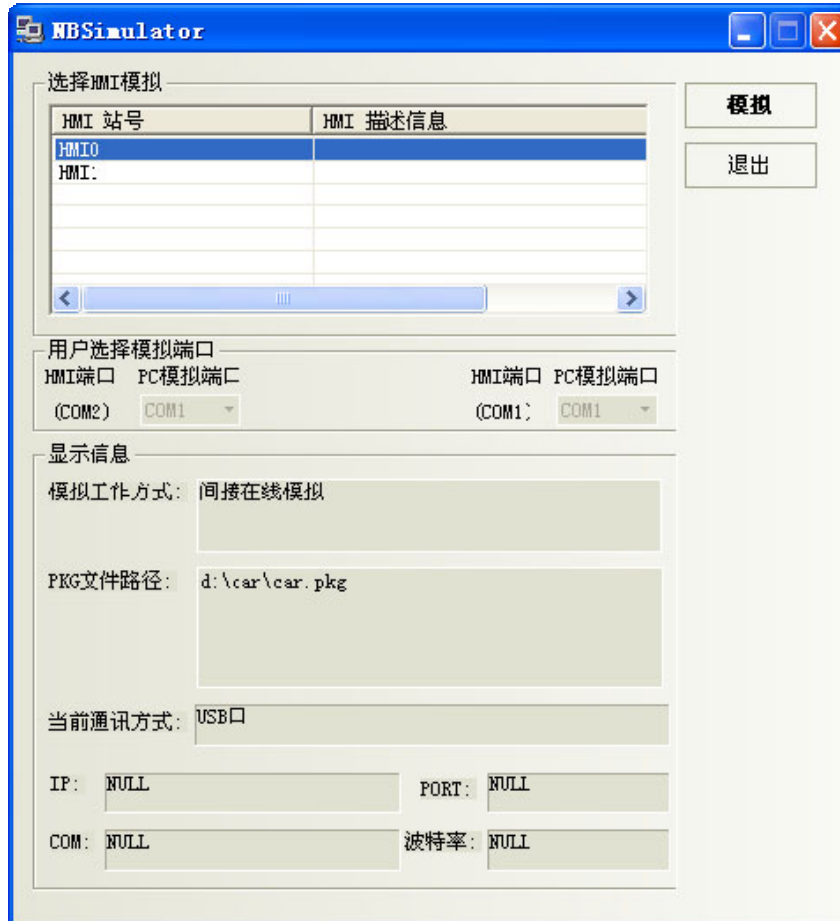 NBSimulator
选择HMI模拟
HMI 站号 HMI 描述信息
HMI0
HMI:
模拟
退出
用户选择模拟端口
HMI端口 PC模拟端口 HMI端口 PC模拟端口
(COM2) COM1 (COM1) COM1
显示信息
模拟工作方式: 间接在线模拟
PKG文件路径: d:\car\car.pkg
当前通讯方式: USB口
IP: NULL PORT: NULL
COM: NULL 波特率: NULL